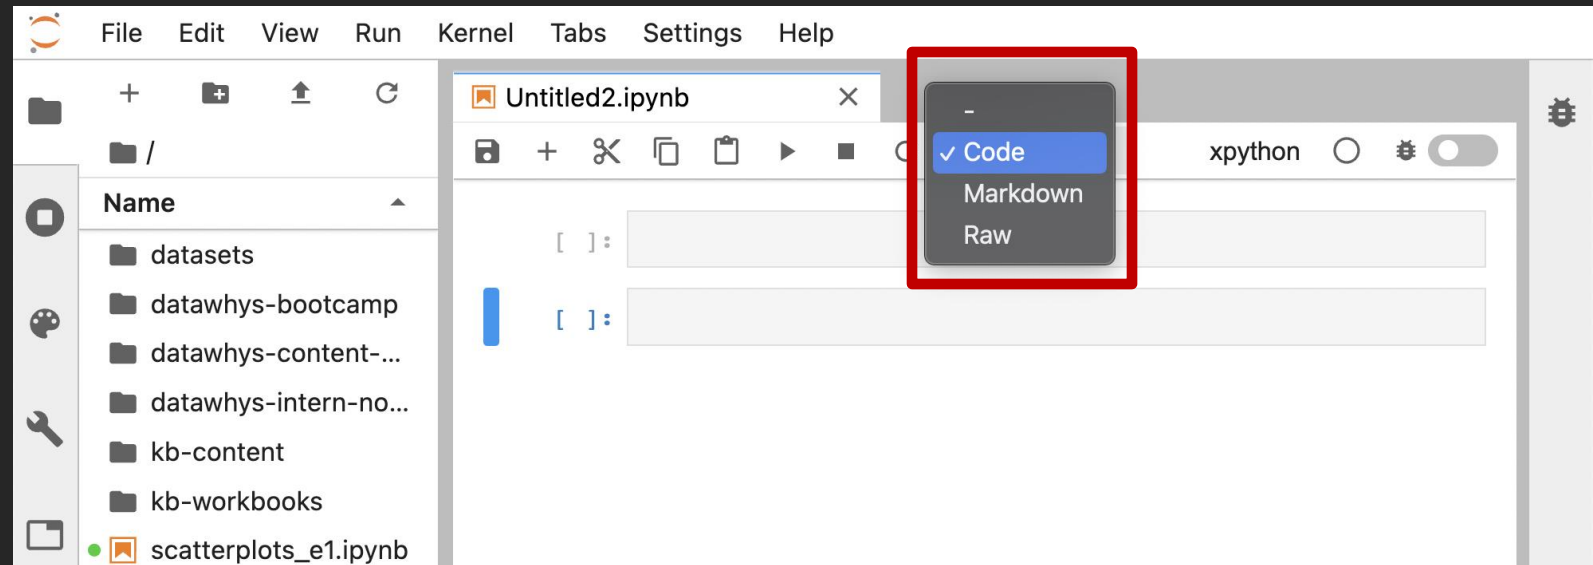 File Edit View Run Kernel Tabs Settings Help
Untitled2.ipynb
/
-
✓ Code
Markdown
Raw
xpython
Name
datasets
datawhys-bootcamp
datawhys-content-...
datawhys-intern-no...
kb-content
kb-workbooks
scatterplots_e1.ipynb
[ ]:
[ ]: